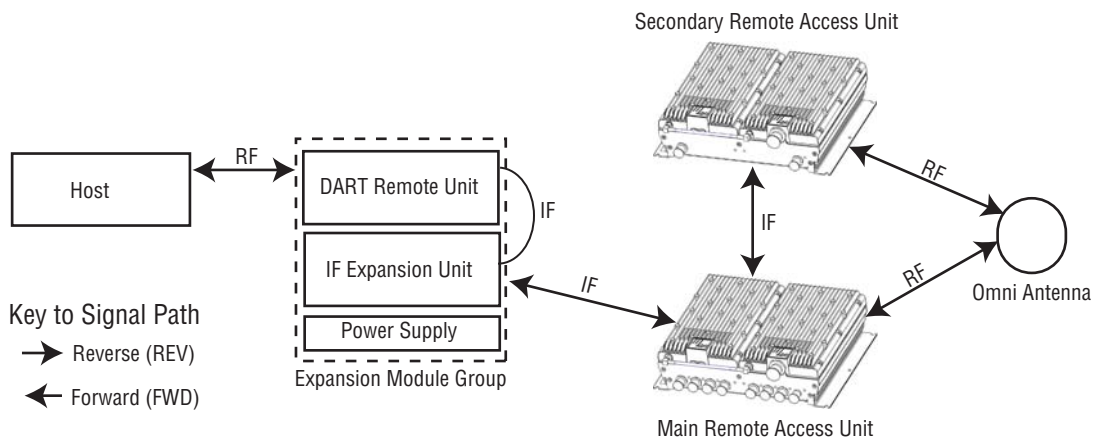 Secondary Remote Access Unit
Host
RF
DART Remote Unit
IF
IF Expansion Unit
Power Supply
Expansion Module Group
IF
IF
RF
RF
Omni Antenna
Main Remote Access Unit
Key to Signal Path
Reverse (REV)
Forward (FWD)